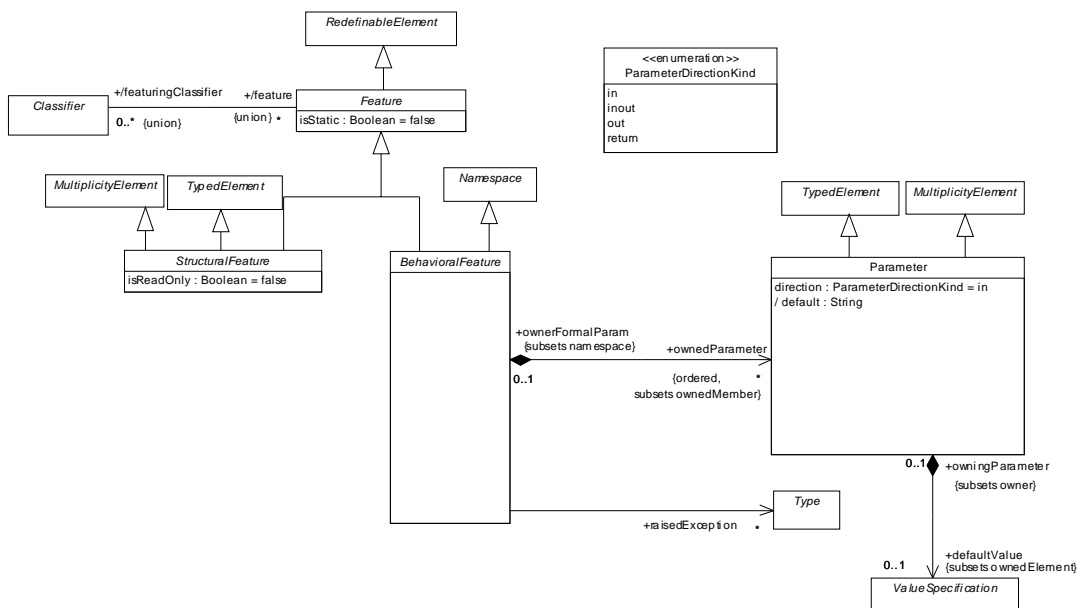 RedefinableElement
<<enumeration>>
ParameterDirectionKind
in
inout
out
return
Classifier
+/featuringClassifier
0..* {union}
+/feature
{union} *
Feature
isStatic : Boolean = false
MultiplicityElement
TypedElement
Namespace
TypedElement
MultiplicityElement
StructuralFeature
isReadOnly : Boolean = false
BehavioralFeature
Parameter
direction : ParameterDirectionKind = in
/ default : String
+ownerFormalParam
{subsets namespace}
0..1
+ownedParameter
{ordered, *
subsets ownedMember}
0..1 +owningParameter
{subsets owner}
Type
+raisedException *
+defaultValue
0..1 {subsets ownedElement}
ValueSpecification